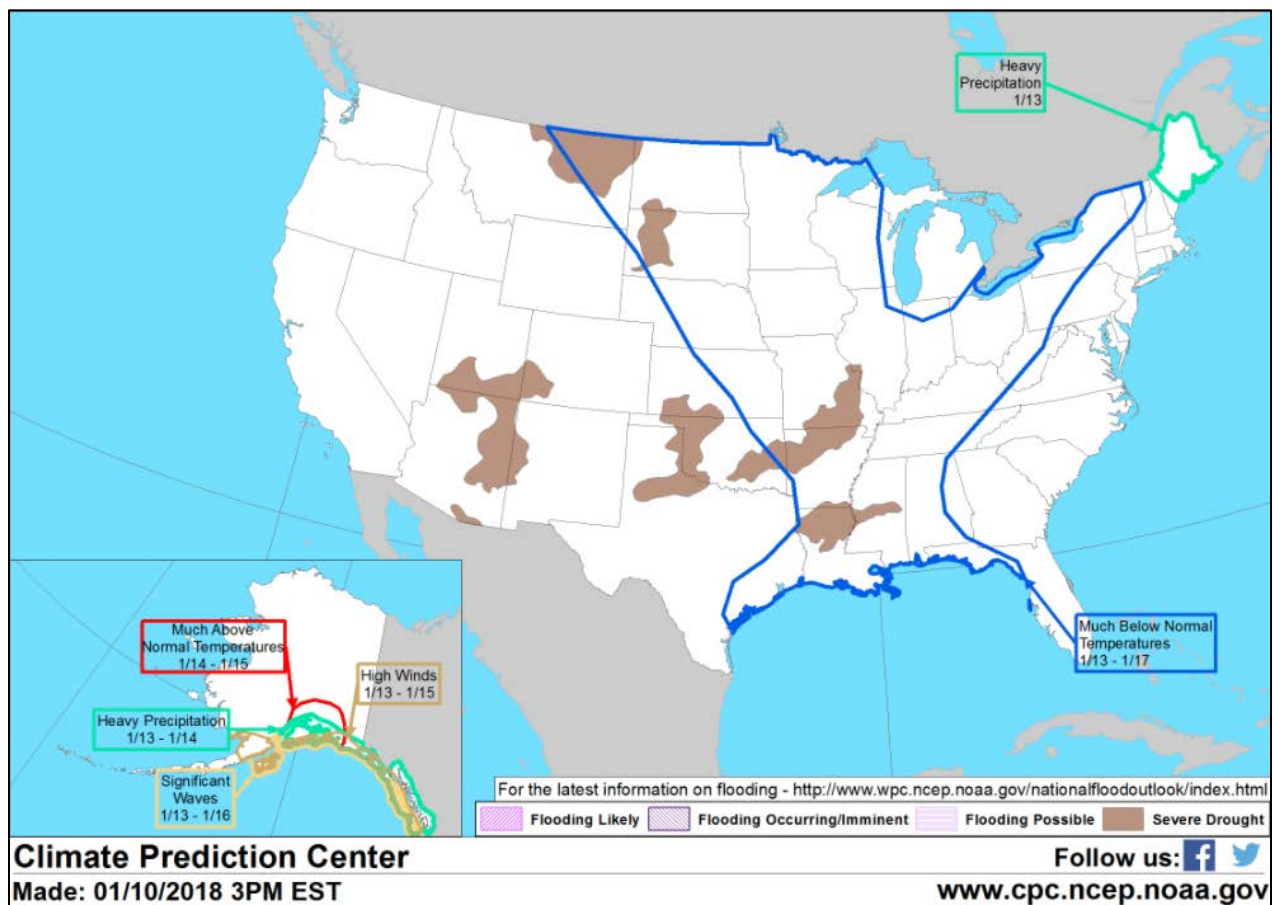 Heavy
Precipitation
1/13
Much Below Normal
Temperatures
1/13 - 1/17
Much Above
Normal Temperatures
1/14 - 1/15
High Winds
1/13 - 1/15
Heavy Precipitation
1/13 - 1/14
Significant
Waves
1/13 - 1/16
For the latest information on flooding - http://www.wpc.ncep.noaa.gov/nationalfloodoutlook/index.html
Flooding Likely Flooding Occurring/Imminent Flooding Possible Severe Drought
Climate Prediction Center
Follow us:
Made: 01/10/2018 3PM EST
www.cpc.ncep.noaa.gov